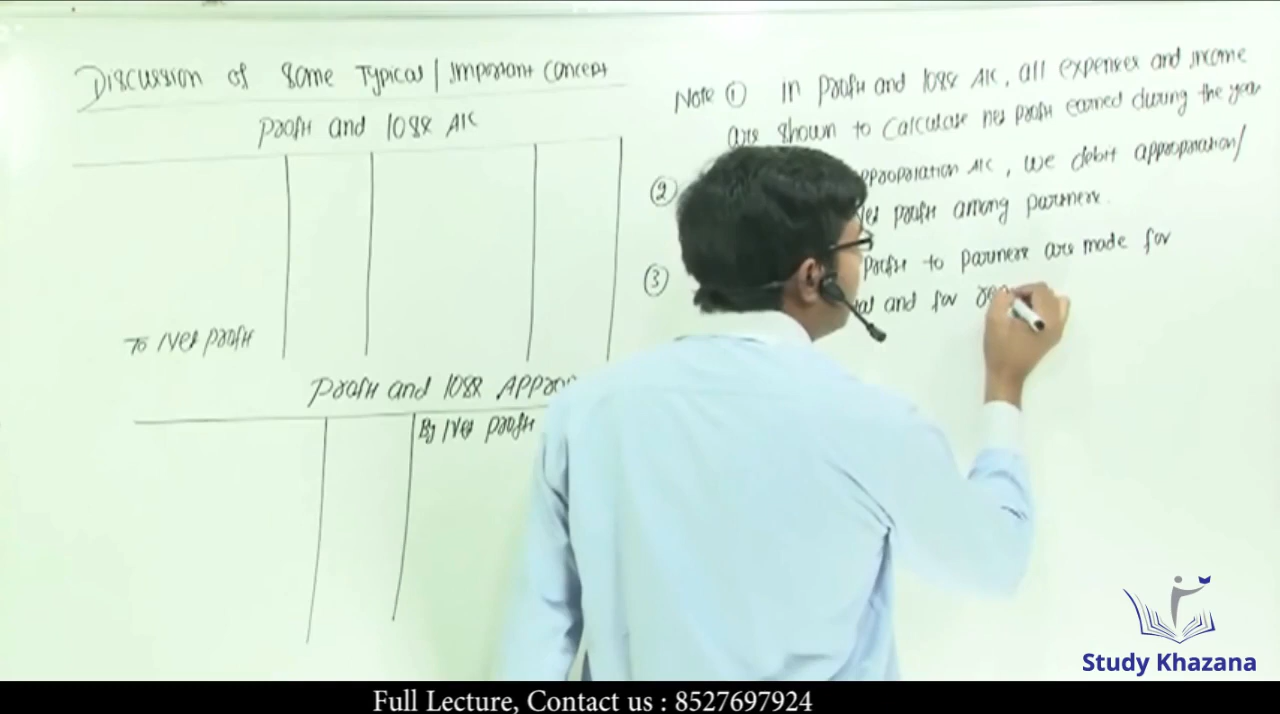 Discussion of some Typical / Important Concept
Profit and loss A/c
To Net profit
Profit and loss Appro
By Net profit
Note ① In profit and loss A/c, all expenses and income
are shown to calculate net profit earned during the year
② ppropriation A/c, we debit appropriation/
profit among partners.
③ profit to partners are made for
and for
Study Khazana
Full Lecture, Contact us : 8527697924